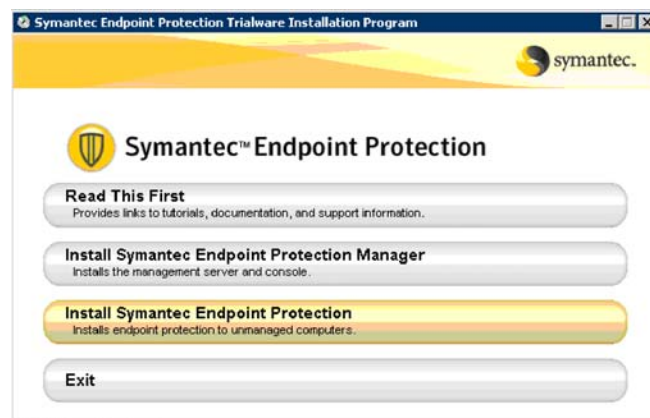 Symantec Endpoint Protection Trialware Installation Program
symantec.
Symantec™ Endpoint Protection
Read This First
Provides links to tutorials, documentation, and support information.
Install Symantec Endpoint Protection Manager
Installs the management server and console.
Install Symantec Endpoint Protection
Installs endpoint protection to unmanaged computers.
Exit